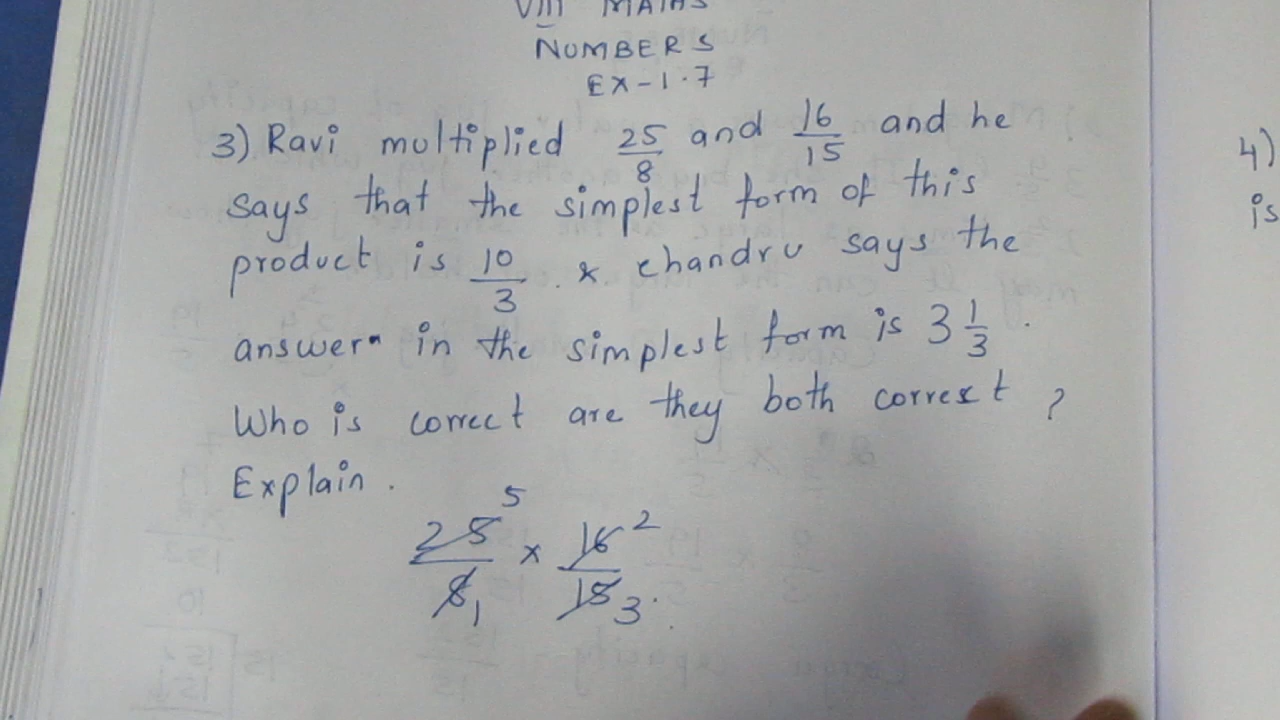 VIII MATHS
NUMBERS
EX-1.7
3) Ravi multiplied 25/8 and 16/15 and he
says that the simplest form of this
product is 10/3 . & chandru says the
answer in the simplest form is 3 1/3 .
Who is correct are they both correct ?
Explain .
25 5/8 1 × 16 2/15 3 .
4)
is